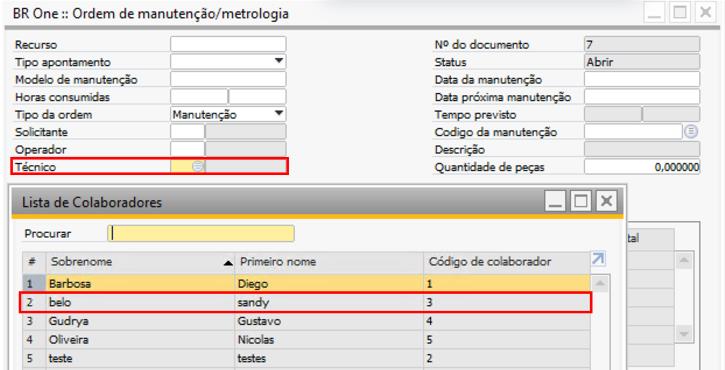 BR One :: Ordem de manutenção/metrologia
Recurso
Nº do documento 7
Tipo apontamento
Status Abrir
Modelo de manutenção
Data da manutenção
Horas consumidas
Data próxima manutenção
Tipo da ordem Manutenção
Tempo previsto
Solicitante
Codigo da manutenção
Operador
Descrição
Técnico
Quantidade de peças 0,000000
Lista de Colaboradores
Procurar
tal
# Sobrenome Primeiro nome Código de colaborador
1 Barbosa Diego 1
2 belo sandy 3
3 Gudrya Gustavo 4
4 Oliveira Nicolas 5
5 teste testes 2